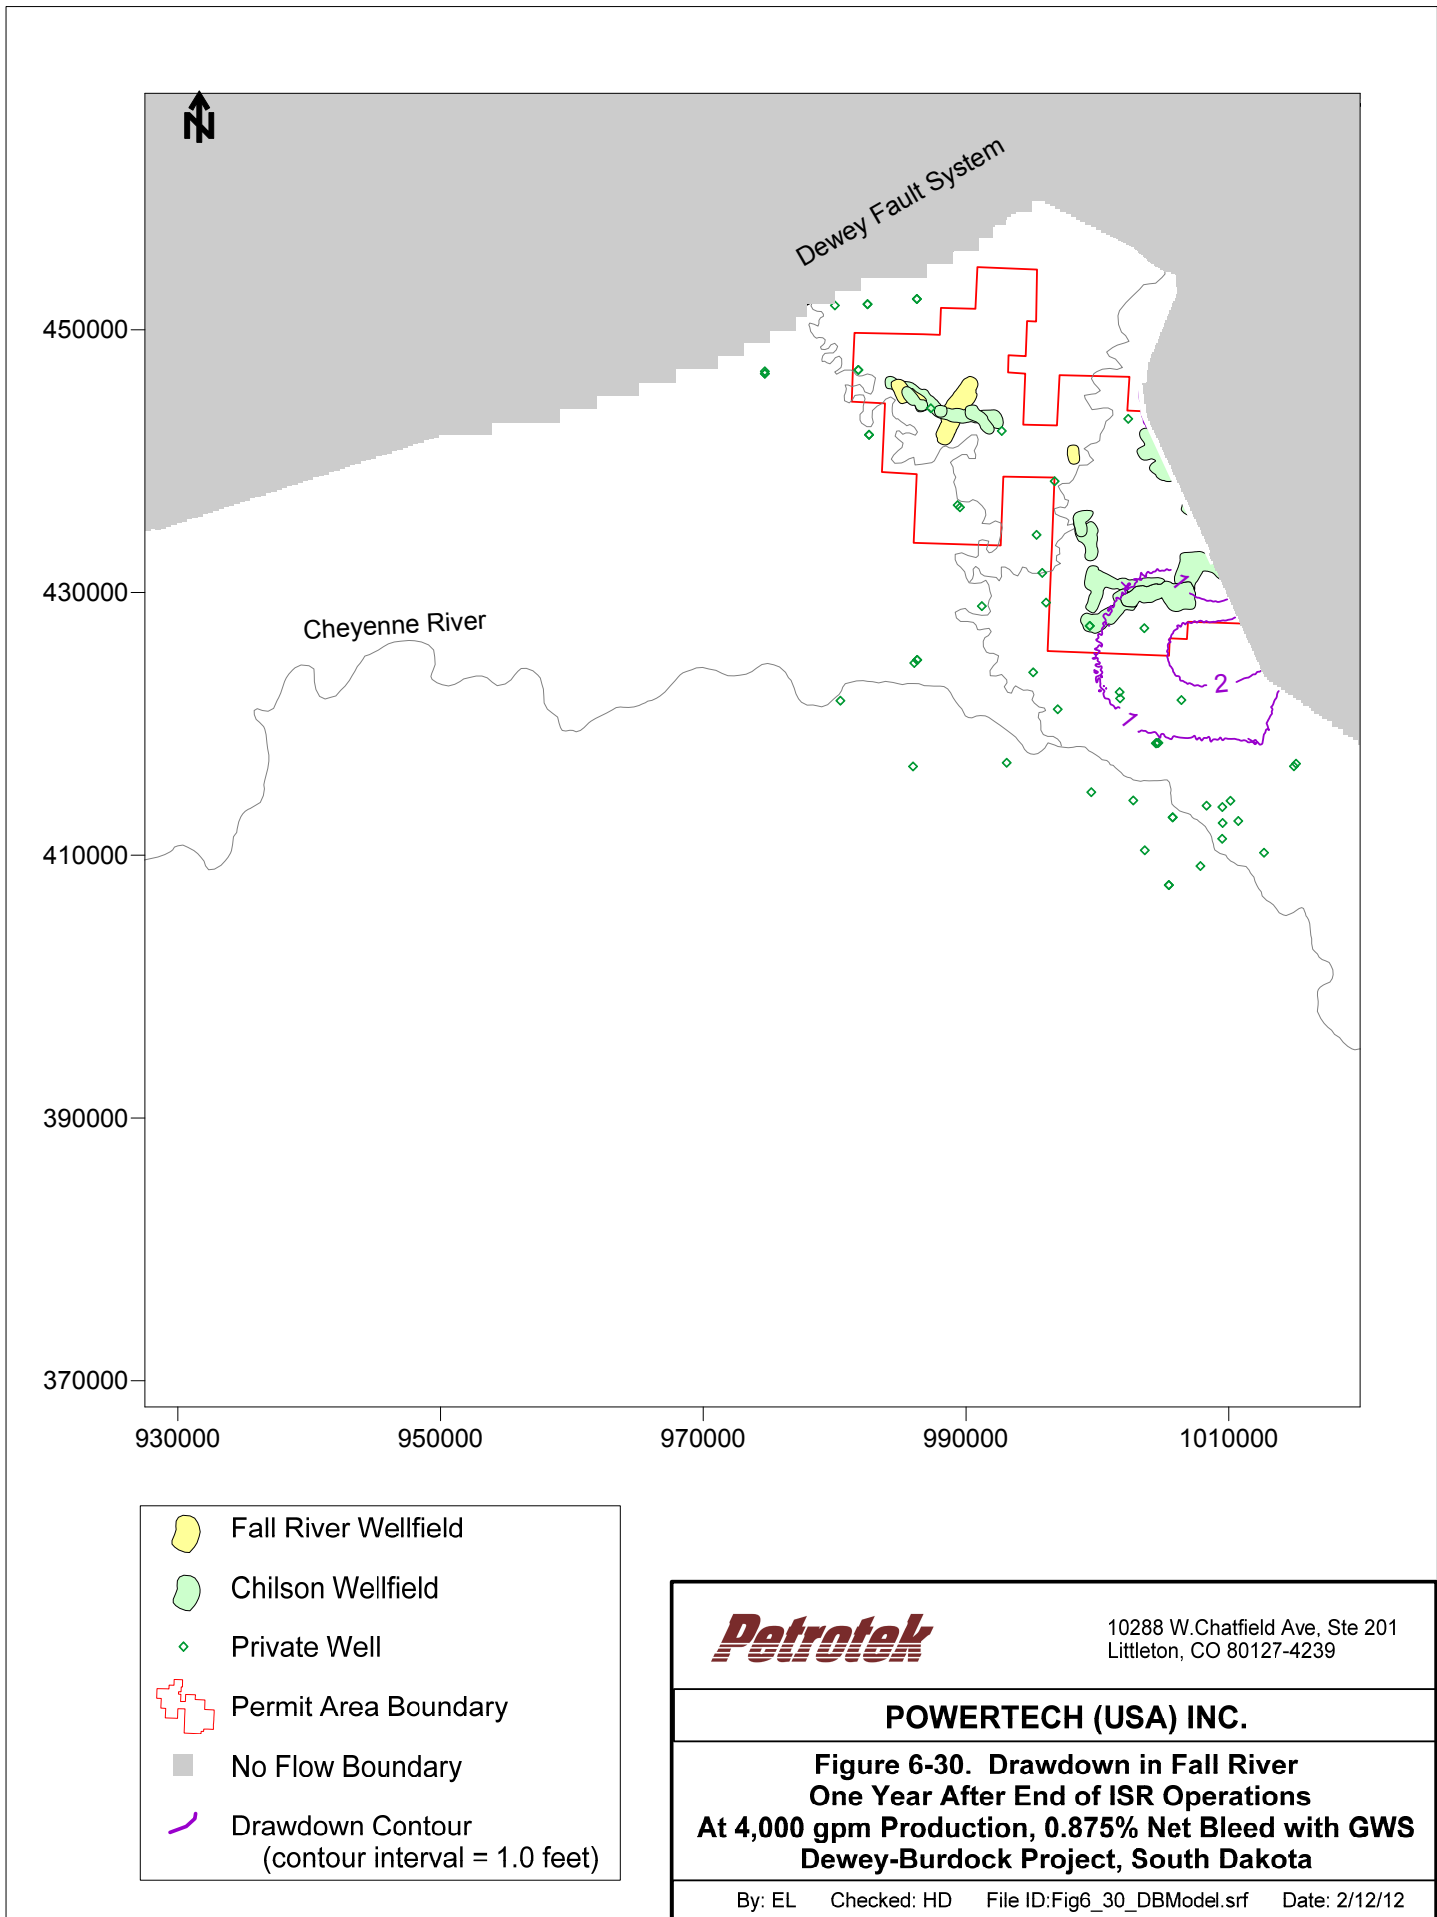 N
Dewey Fault System
450000
430000
Cheyenne River
1
2
1
410000
390000
370000
930000
950000
970000
990000
1010000
Fall River Wellfield
Chilson Wellfield
Private Well
Permit Area Boundary
No Flow Boundary
Drawdown Contour
(contour interval = 1.0 feet)
Petrotek
10288 W.Chatfield Ave, Ste 201
Littleton, CO 80127-4239
POWERTECH (USA) INC.
Figure 6-30. Drawdown in Fall River
One Year After End of ISR Operations
At 4,000 gpm Production, 0.875% Net Bleed with GWS
Dewey-Burdock Project, South Dakota
By: EL Checked: HD File ID:Fig6_30_DBModel.srf Date: 2/12/12